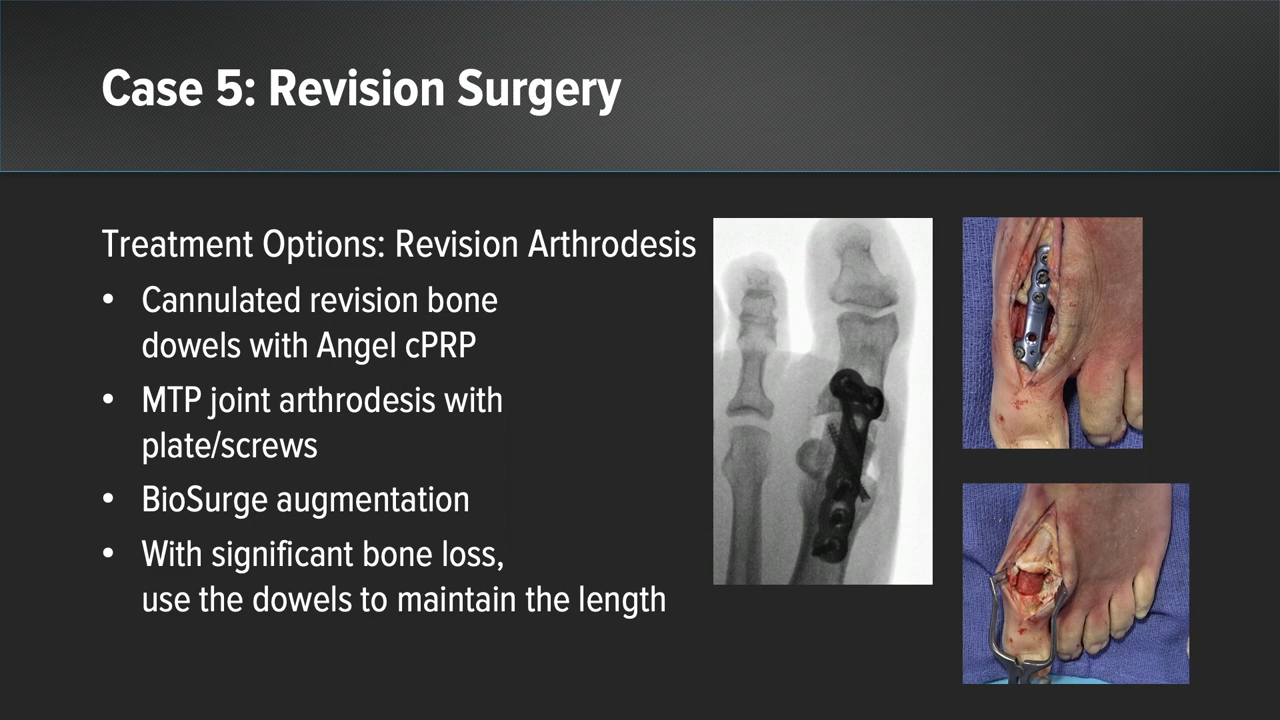 Case 5: Revision Surgery
Treatment Options: Revision Arthrodesis
• Cannulated revision bone
dowels with Angel cPRP
• MTP joint arthrodesis with
plate/screws
• BioSurge augmentation
• With significant bone loss,
use the dowels to maintain the length